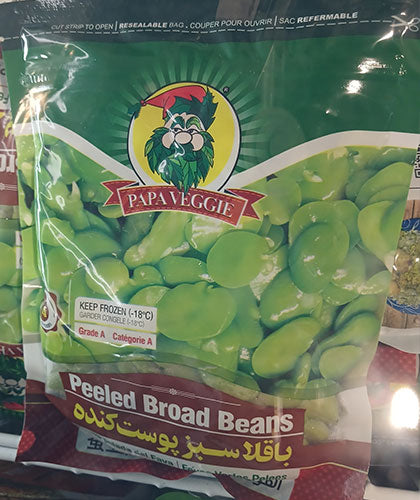 CUT STRIP TO OPEN | RESEALABLE BAG . COUPER POUR OUVRIR | SAC REFERMABLE
®
PAPA VEGGIE
KEEP FROZEN (-18°C)
GARDER CONGELÉ (-18°C)
Grade A Catégorie A
Peeled Broad Beans
باقلا سبز پوست‌کنده